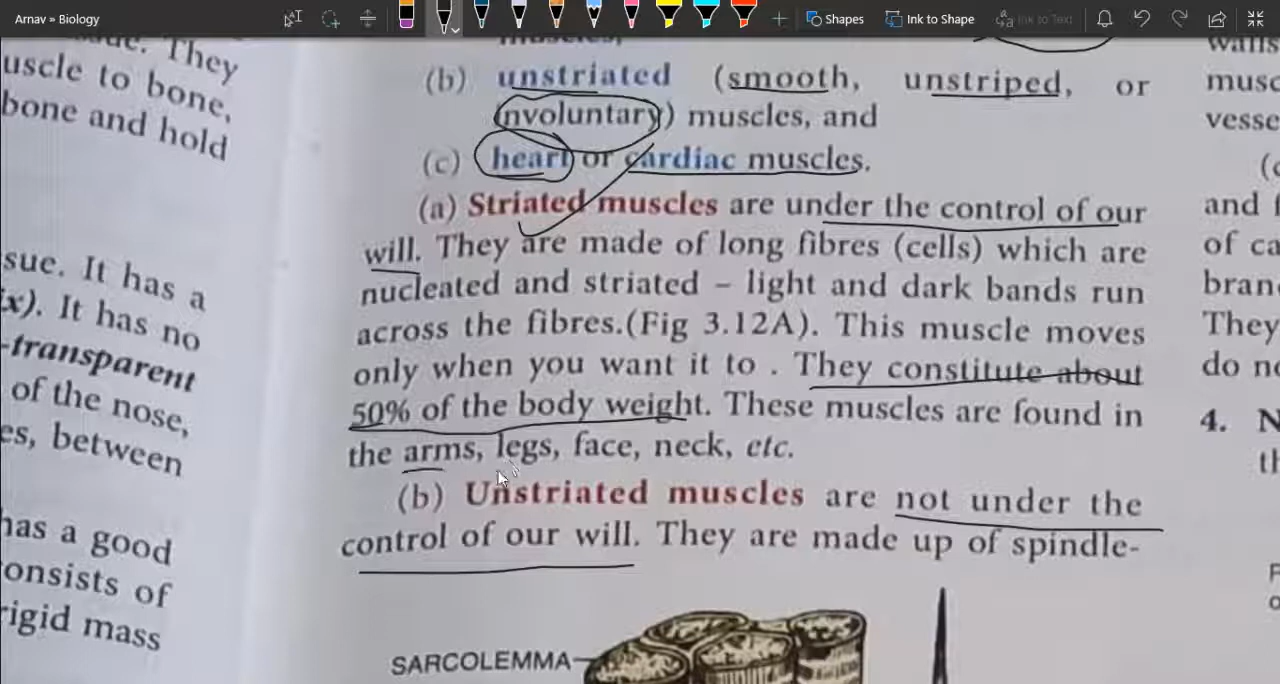 Arnav » Biology
Shapes
Ink to Shape
Ink to Text
They
uscle to bone,
bone and hold
sue. It has a
x). It has no
-transparent
of the nose,
es, between
has a good
onsists of
rigid mass
muscles,
(b) unstriated (smooth, unstriped, or
involuntary) muscles, and
(c) heart or cardiac muscles.
(a) Striated muscles are under the control of our
will. They are made of long fibres (cells) which are
nucleated and striated – light and dark bands run
across the fibres.(Fig 3.12A). This muscle moves
only when you want it to . They constitute about
50% of the body weight. These muscles are found in
the arms, legs, face, neck, etc.
(b) Unstriated muscles are not under the
control of our will. They are made up of spindle-
SARCOLEMMA
walls
musc
vesse
(c
and f
of ca
bran
They
do no
4. N
th